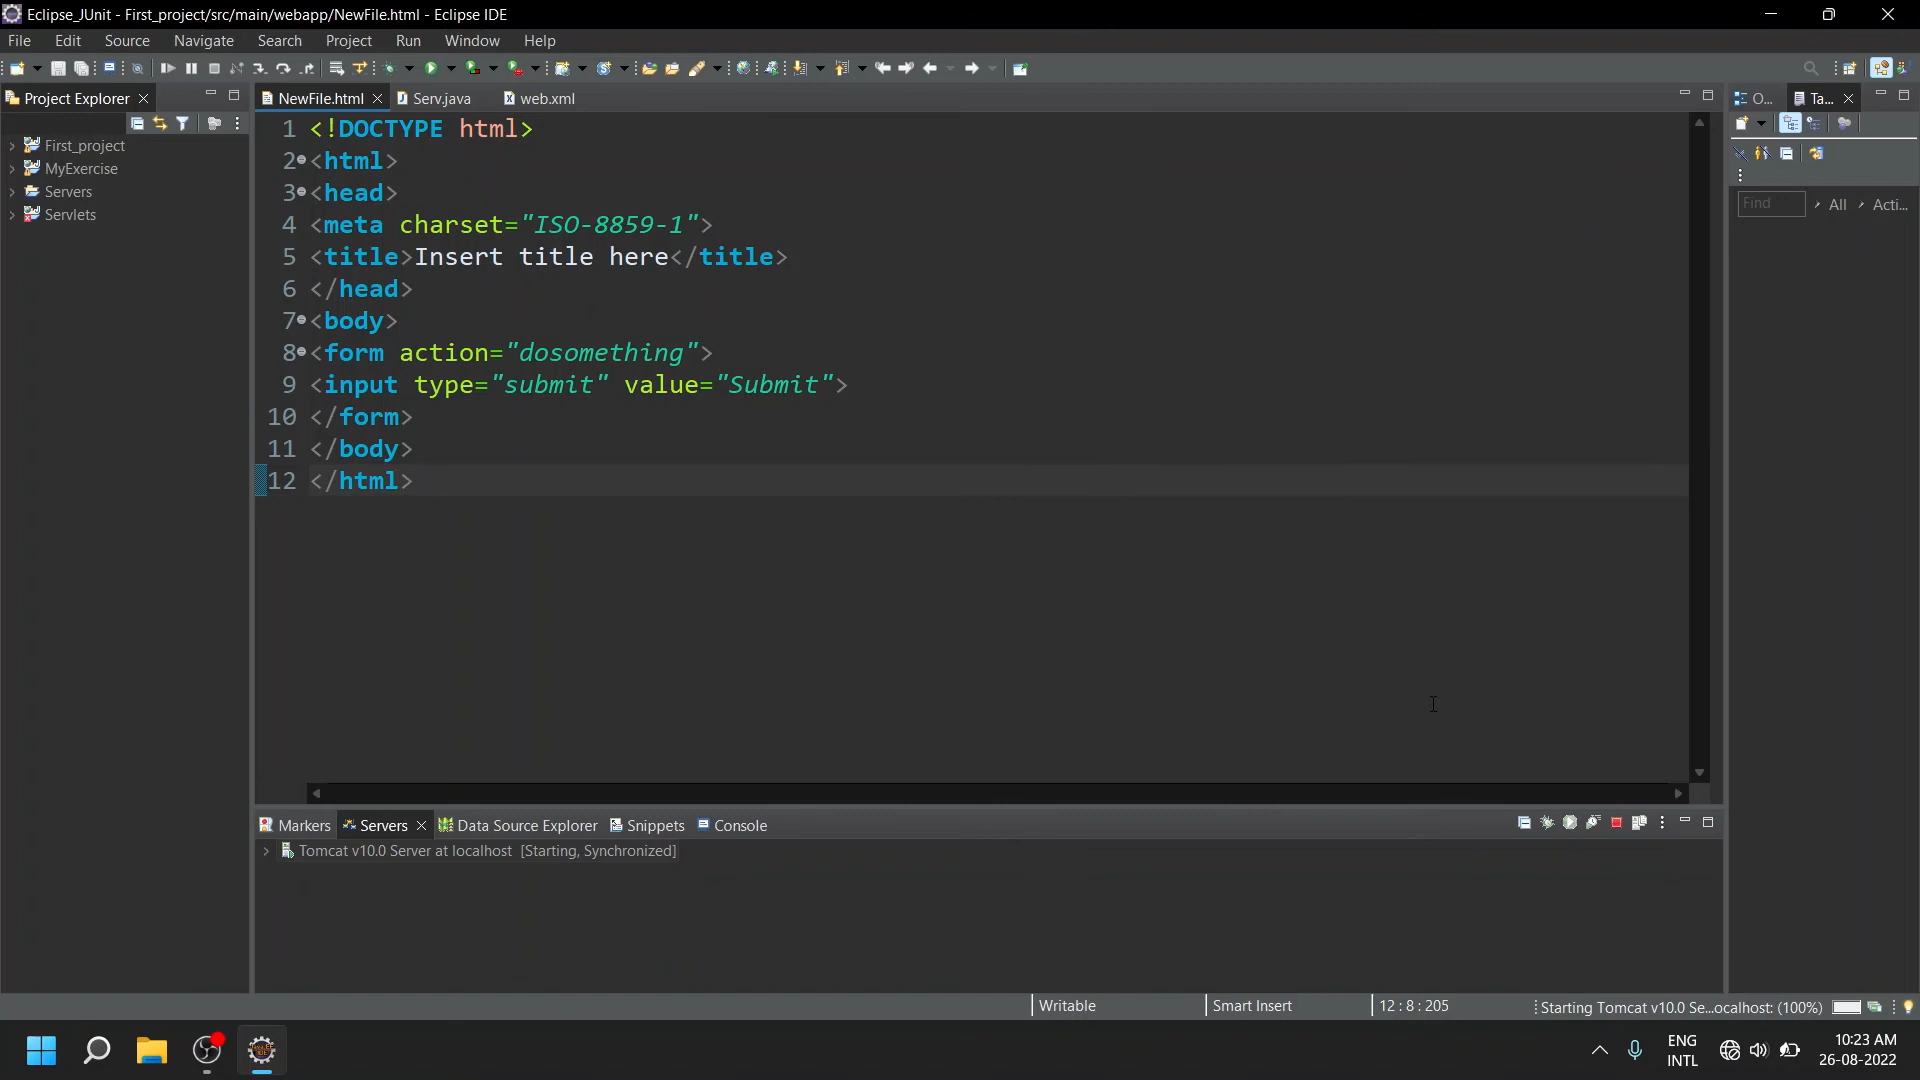 Eclipse_JUnit - First_project/src/main/webapp/NewFile.html - Eclipse IDE
File Edit Source Navigate Search Project Run Window Help
Project Explorer
First_project
MyExercise
Servers
Servlets
NewFile.html Serv.java web.xml
1 <!DOCTYPE html>
2 <html>
3 <head>
4 <meta charset="ISO-8859-1">
5 <title>Insert title here</title>
6 </head>
7 <body>
8 <form action="dosomething">
9 <input type="submit" value="Submit">
10 </form>
11 </body>
12 </html>
O... Ta...
Find All Acti...
Markers Servers Data Source Explorer Snippets Console
Tomcat v10.0 Server at localhost [Starting, Synchronized]
Writable Smart Insert 12 : 8 : 205 Starting Tomcat v10.0 Se...ocalhost: (100%)
ENG
INTL
10:23 AM
26-08-2022